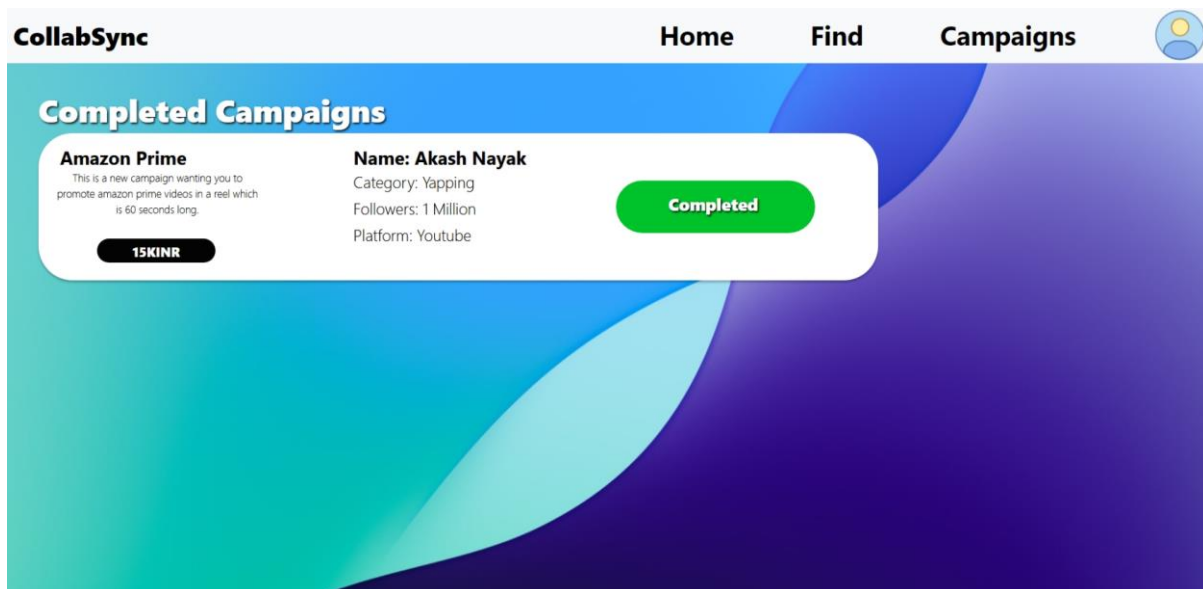 CollabSync
Home
Find
Campaigns
Completed Campaigns
Amazon Prime
This is a new campaign wanting you to
promote amazon prime videos in a reel which
is 60 seconds long.
15KINR
Name: Akash Nayak
Category: Yapping
Followers: 1 Million
Platform: Youtube
Completed